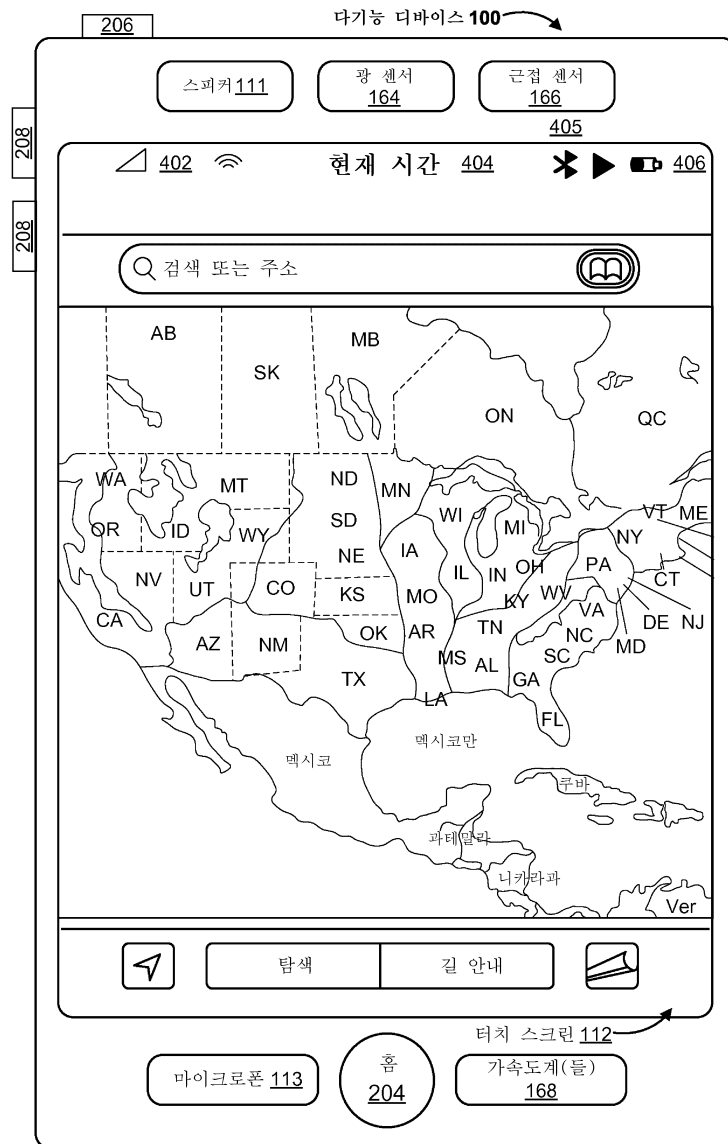 206
다기능 디바이스 100
스피커 111
광 센서
164
근접 센서
166
405
208
402
현재 시간 404
406
208
검색 또는 주소
AB
SK
MB
ON
QC
WA
MT
ND
MN
OR
ID
WY
SD
WI
MI
VT
ME
NV
UT
NE
IA
IL
IN
OH
PA
NY
CT
CO
KS
MO
KY
WV
VA
DE
NJ
CA
AZ
NM
OK
AR
TN
NC
MD
TX
MS
AL
SC
GA
LA
FL
멕시코
멕시코만
쿠바
과테말라
니카라과
Ver
탐색
길 안내
터치 스크린 112
마이크로폰 113
홈
204
가속도계(들)
168